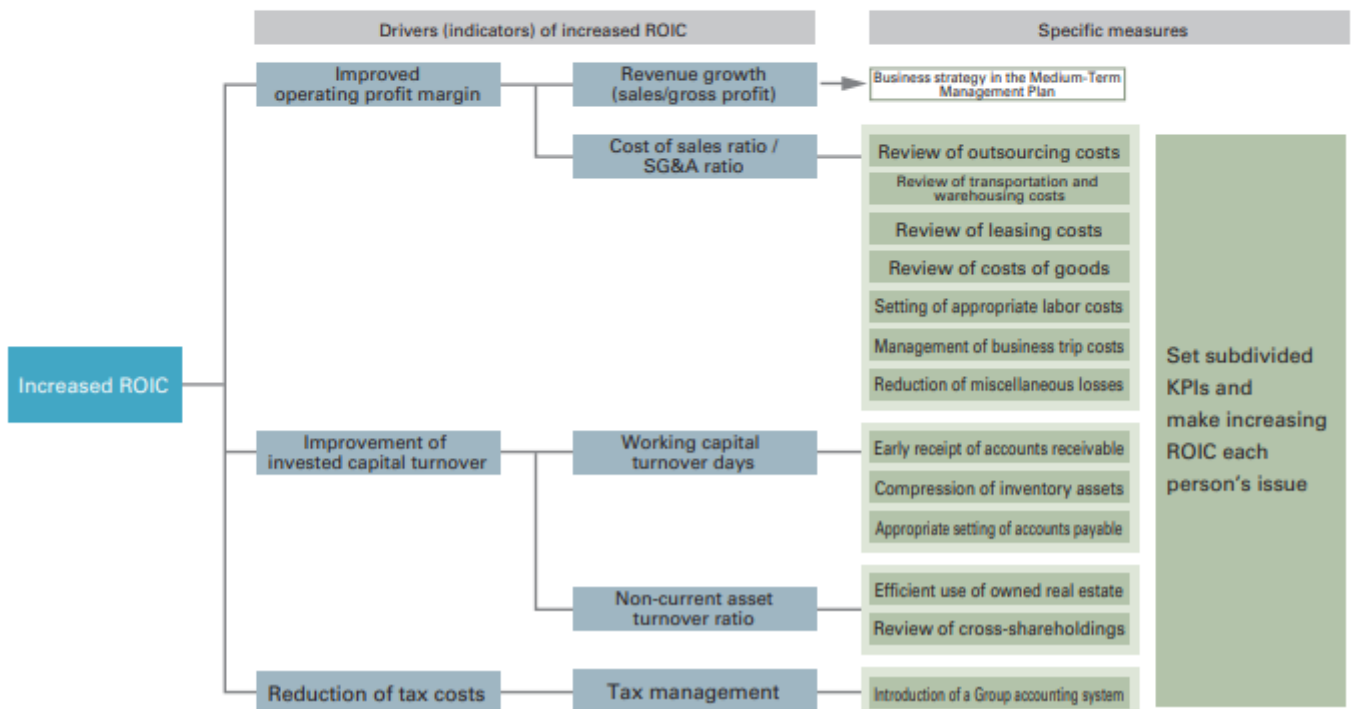 Drivers (indicators) of increased ROIC
Specific measures
Improved
operating profit margin
Revenue growth
(sales/gross profit)
Business strategy in the Medium-Term
Management Plan
Cost of sales ratio /
SG&A ratio
Review of outsourcing costs
Review of transportation and
warehousing costs
Review of leasing costs
Review of costs of goods
Setting of appropriate labor costs
Management of business trip costs
Reduction of miscellaneous losses
Increased ROIC
Set subdivided
KPIs and
make increasing
ROIC each
person's issue
Improvement of
invested capital turnover
Working capital
turnover days
Early receipt of accounts receivable
Compression of inventory assets
Appropriate setting of accounts payable
Non-current asset
turnover ratio
Efficient use of owned real estate
Review of cross-shareholdings
Reduction of tax costs
Tax management
Introduction of a Group accounting system